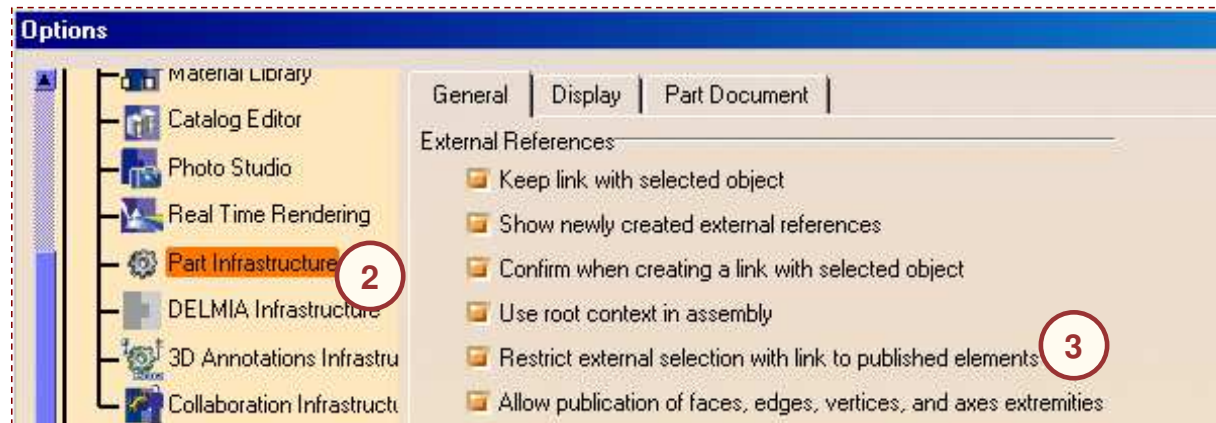 Options
Material Library
Catalog Editor
Photo Studio
Real Time Rendering
Part Infrastructure
2
DELMIA Infrastructure
3D Annotations Infrastru
Collaboration Infrastructu
General Display Part Document
External References
Keep link with selected object
Show newly created external references
Confirm when creating a link with selected object
Use root context in assembly
Restrict external selection with link to published elements
3
Allow publication of faces, edges, vertices, and axes extremities